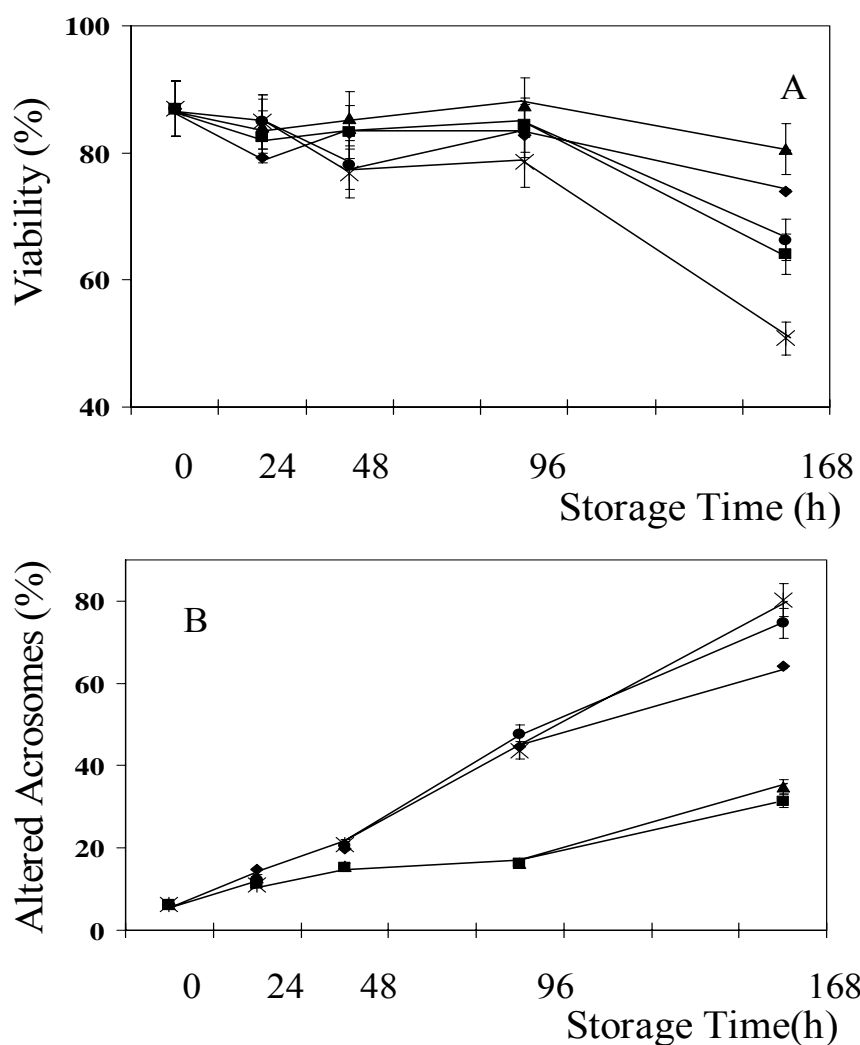 100
80
60
40
Viability (%)
A
0 24 48 96 168
Storage Time (h)
80
60
40
20
0
Altered Acrosomes (%)
B
0 24 48 96 168
Storage Time(h)